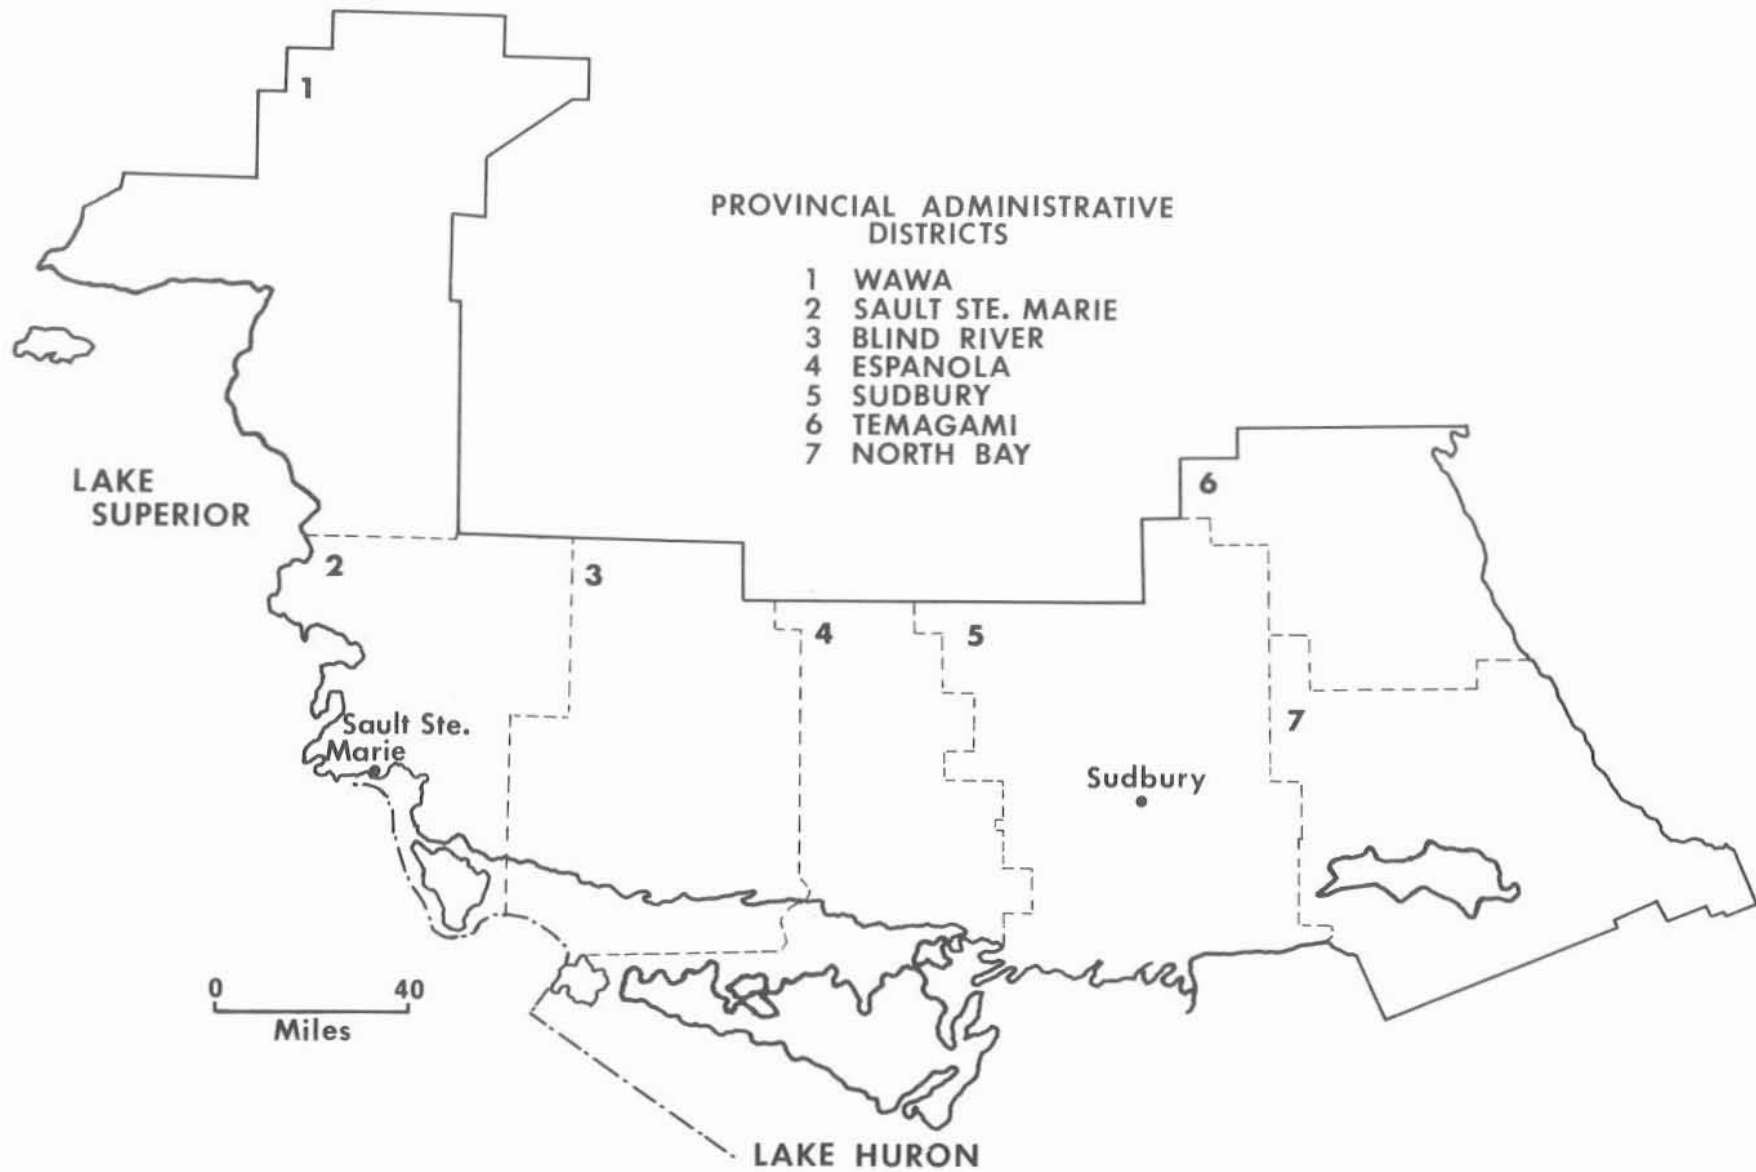 1
PROVINCIAL ADMINISTRATIVE
DISTRICTS
1 WAWA
2 SAULT STE. MARIE
3 BLIND RIVER
4 ESPANOLA
5 SUDBURY
6 TEMAGAMI
7 NORTH BAY
LAKE
SUPERIOR
6
2
3
4
5
7
Sault Ste.
Marie
Sudbury
0 40
Miles
LAKE HURON